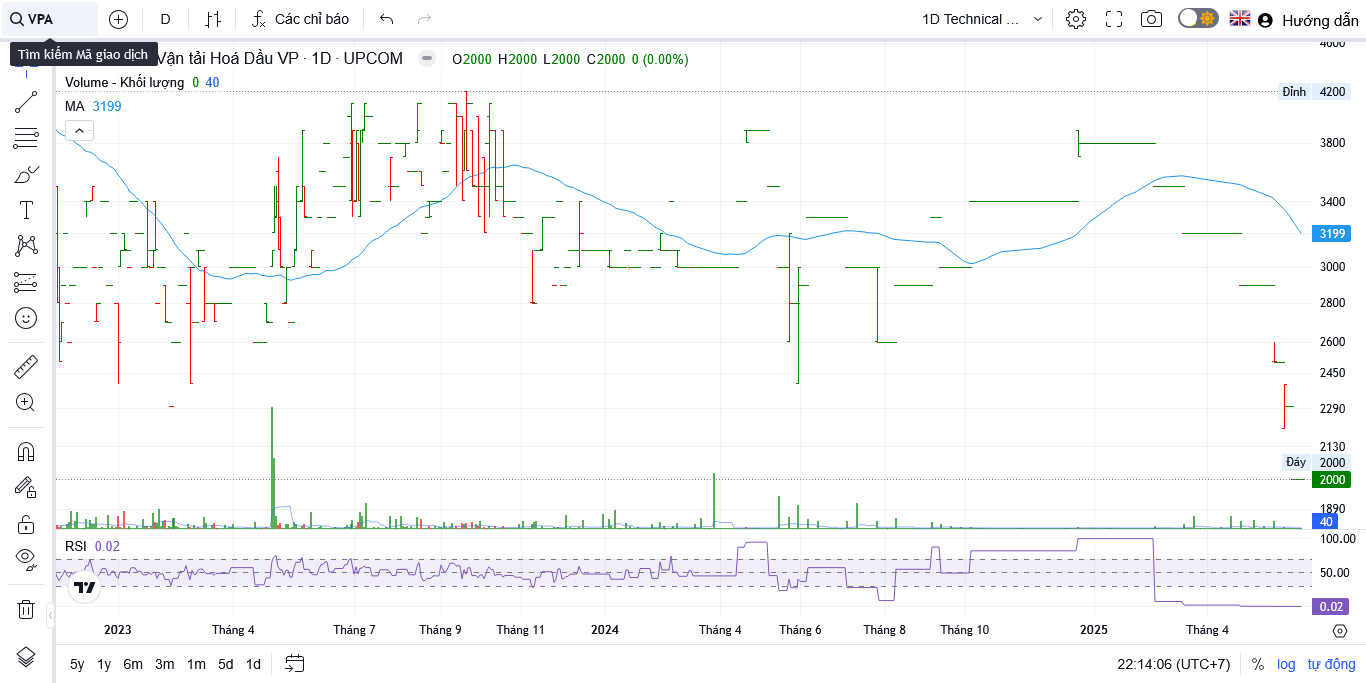 VPA
D
Các chỉ báo
1D Technical ...
Hướng dẫn
Tìm kiếm Mã giao dịch
Vận tải Hoá Dầu VP · 1D · UPCOM
O2000 H2000 L2000 C2000 0 (0.00%)
Volume - Khối lượng 0 40
MA 3199
4000
Đỉnh 4200
3800
3400
3199
3000
2800
2600
2450
2290
2130
Đáy 2000
2000
1890
40
RSI 0.02
100.00
50.00
0.02
2023 Tháng 4 Tháng 7 Tháng 9 Tháng 11 2024 Tháng 4 Tháng 6 Tháng 8 Tháng 10 2025 Tháng 4
5y 1y 6m 3m 1m 5d 1d
22:14:06 (UTC+7) % log tự động